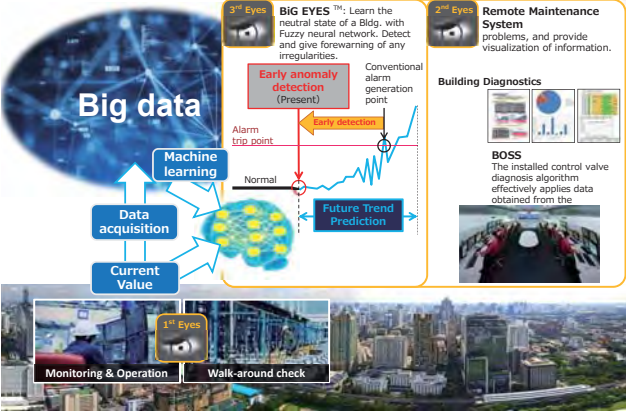 3rd Eyes
BiG EYES ™: Learn the
neutral state of a Bldg. with
Fuzzy neural network. Detect
and give forewarning of any
irregularities.
Early anomaly
detection
(Present)
Conventional
alarm
generation
point
Early detection
Alarm
trip point
Normal
Future Trend
Prediction
2nd Eyes
Remote Maintenance
System
problems, and provide
visualization of information.
Building Diagnostics
BOSS
The installed control valve
diagnosis algorithm
effectively applies data
obtained from the
Big data
Machine
learning
Data
acquisition
Current
Value
1st Eyes
Monitoring & Operation
Walk-around check